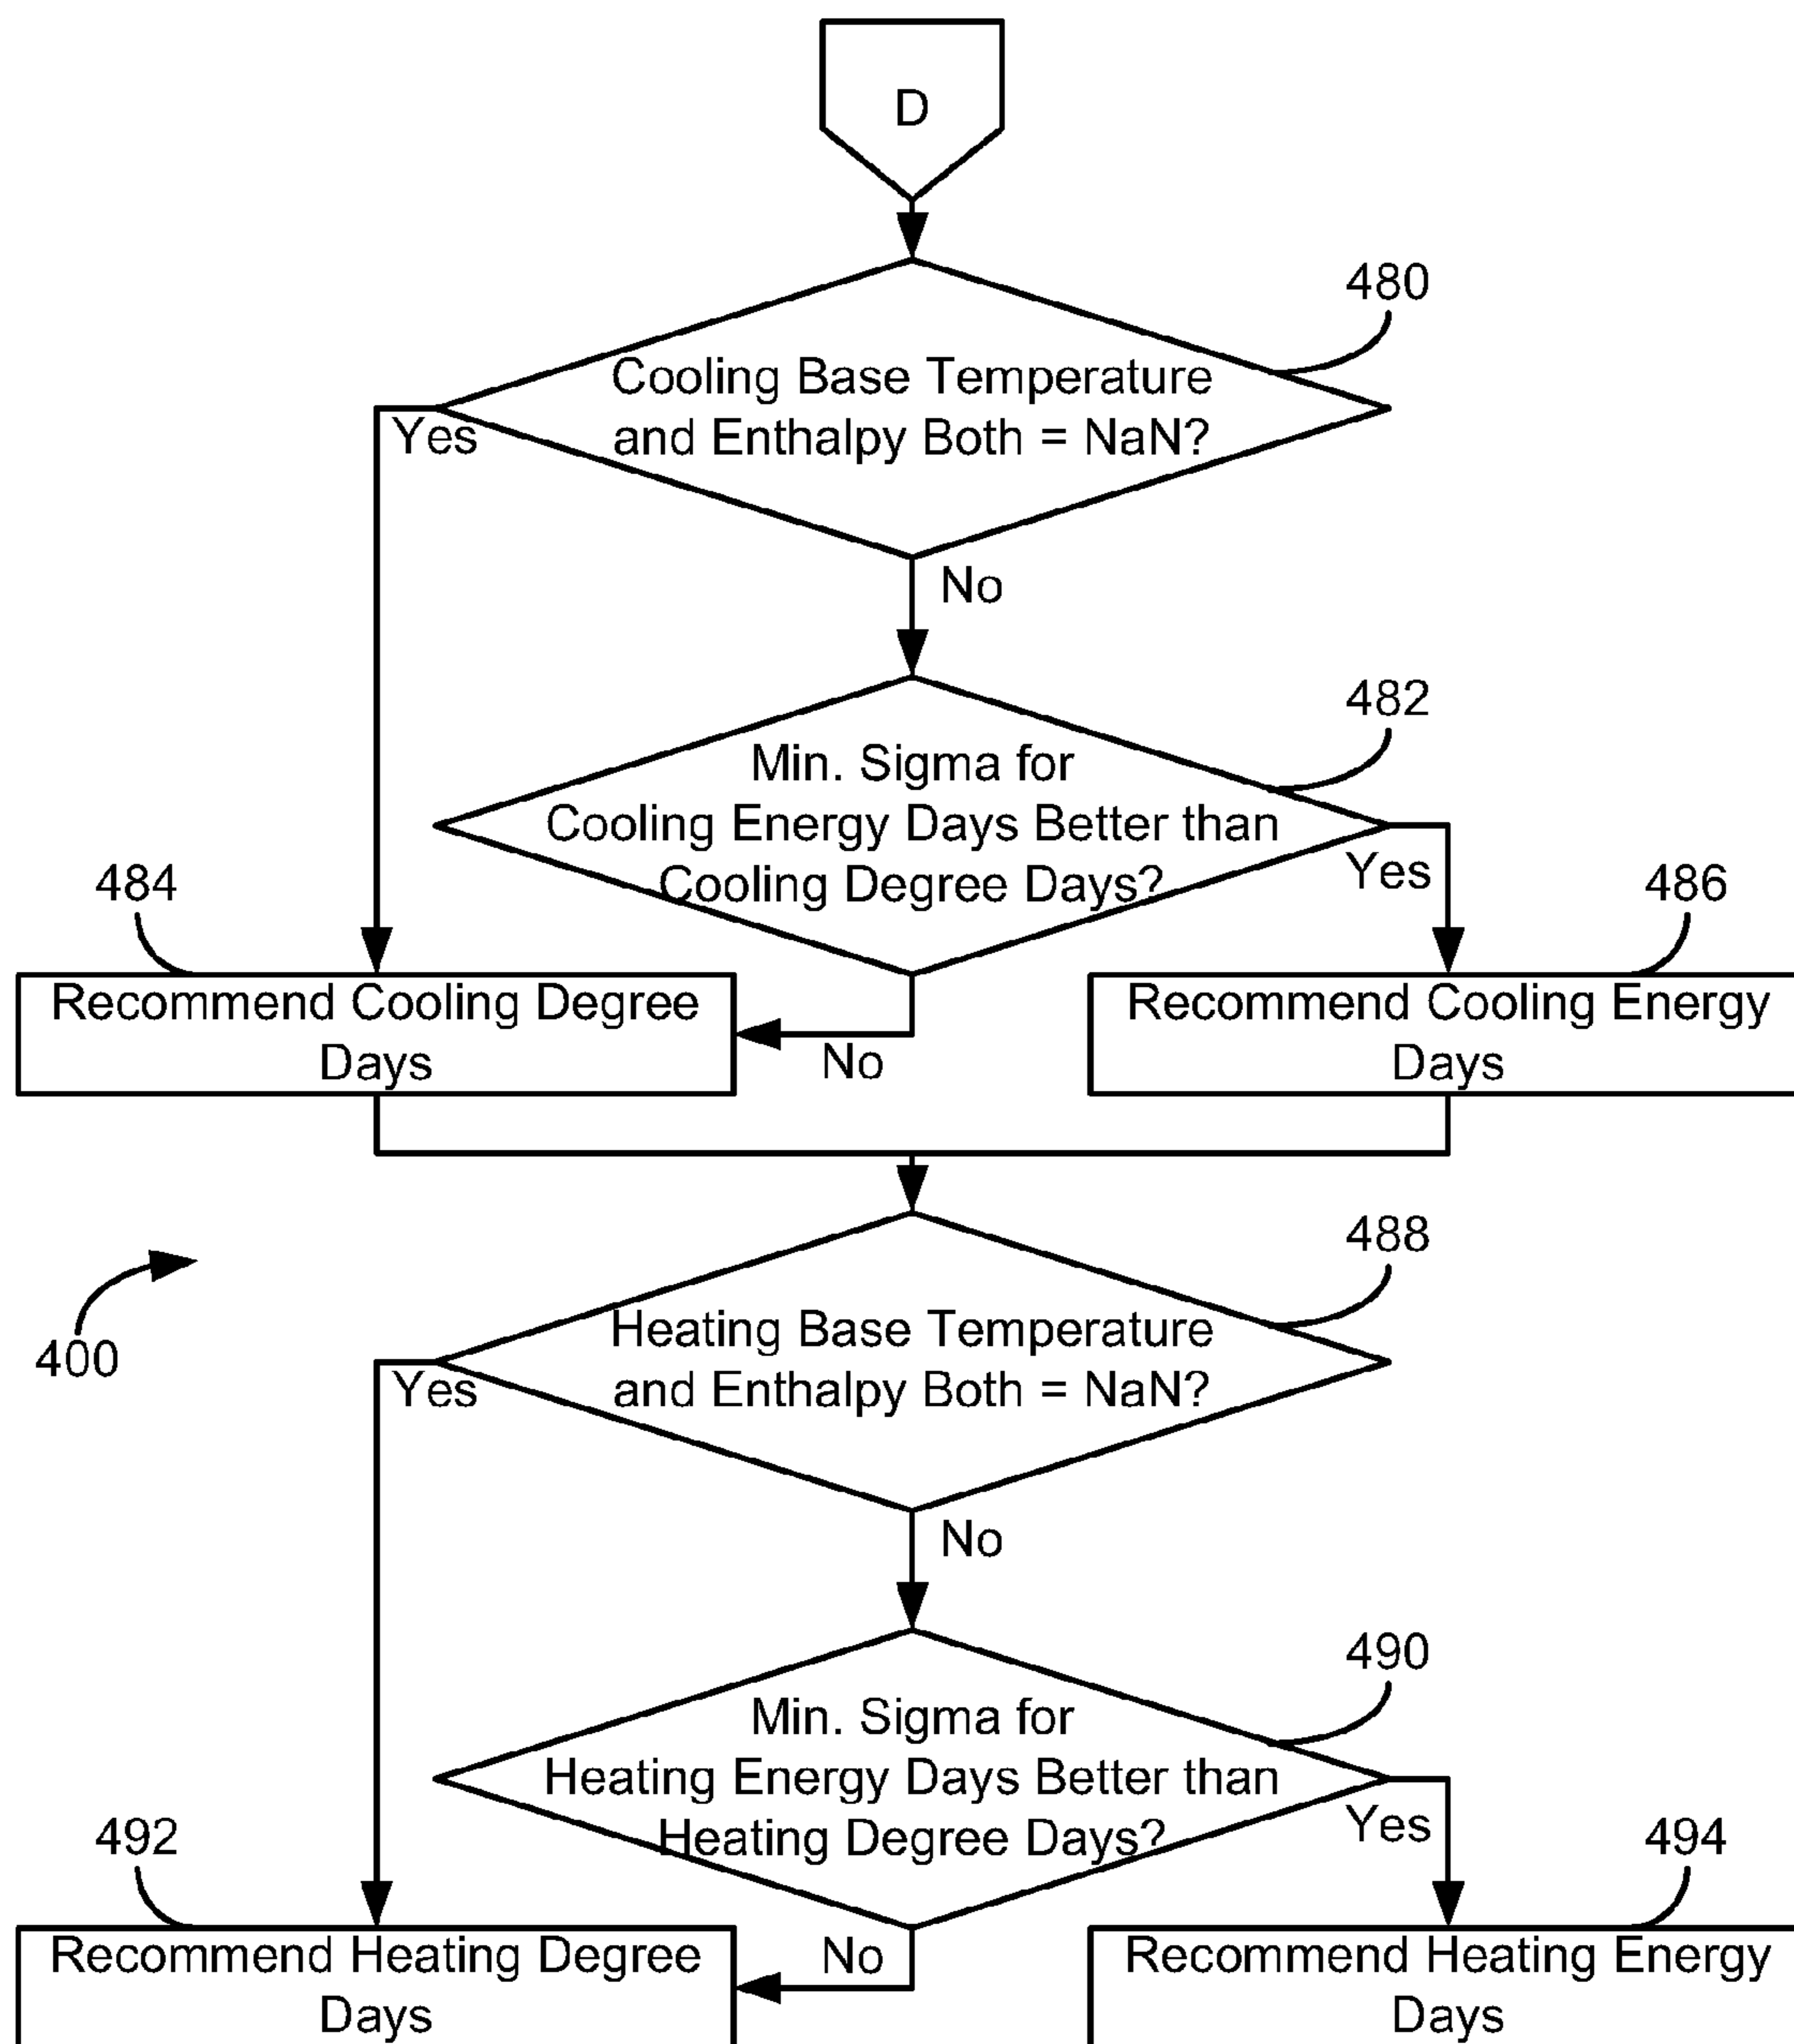 D
480
Cooling Base Temperature
and Enthalpy Both = NaN?
Yes
No
482
Min. Sigma for
Cooling Energy Days Better than
Cooling Degree Days?
Yes
484
486
Recommend Cooling Degree
Days
No
Recommend Cooling Energy
Days
488
Heating Base Temperature
and Enthalpy Both = NaN?
400
Yes
No
490
Min. Sigma for
Heating Energy Days Better than
Heating Degree Days?
Yes
492
494
Recommend Heating Degree
Days
No
Recommend Heating Energy
Days